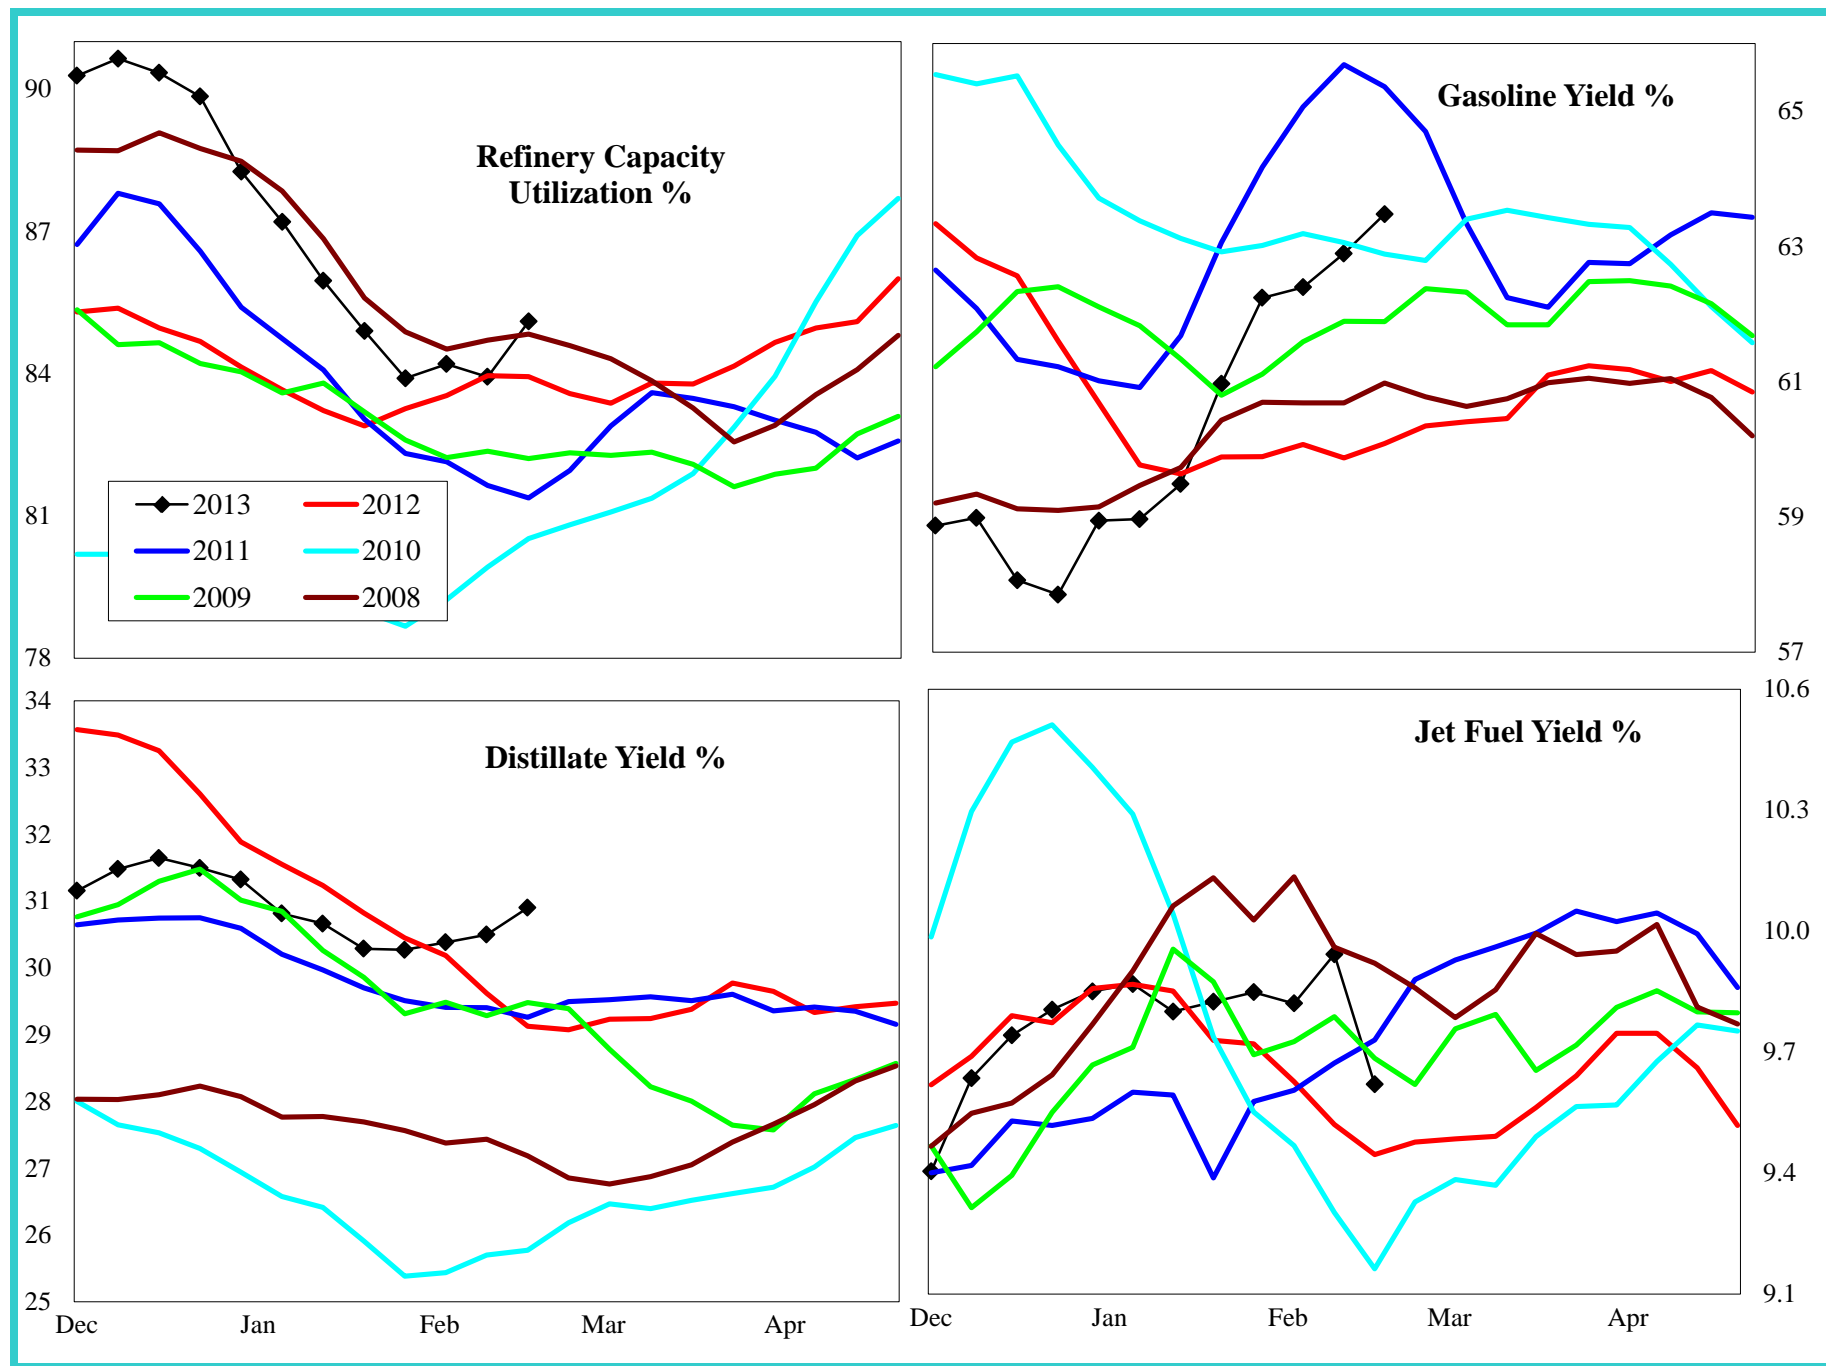 90
87
84
81
78
Refinery Capacity
Utilization %
2013
2012
2011
2010
2009
2008
Gasoline Yield %
65
63
61
59
57
34
33
32
31
30
29
28
27
26
25
Distillate Yield %
Dec
Jan
Feb
Mar
Apr
Jet Fuel Yield %
10.6
10.3
10.0
9.7
9.4
9.1
Dec
Jan
Feb
Mar
Apr